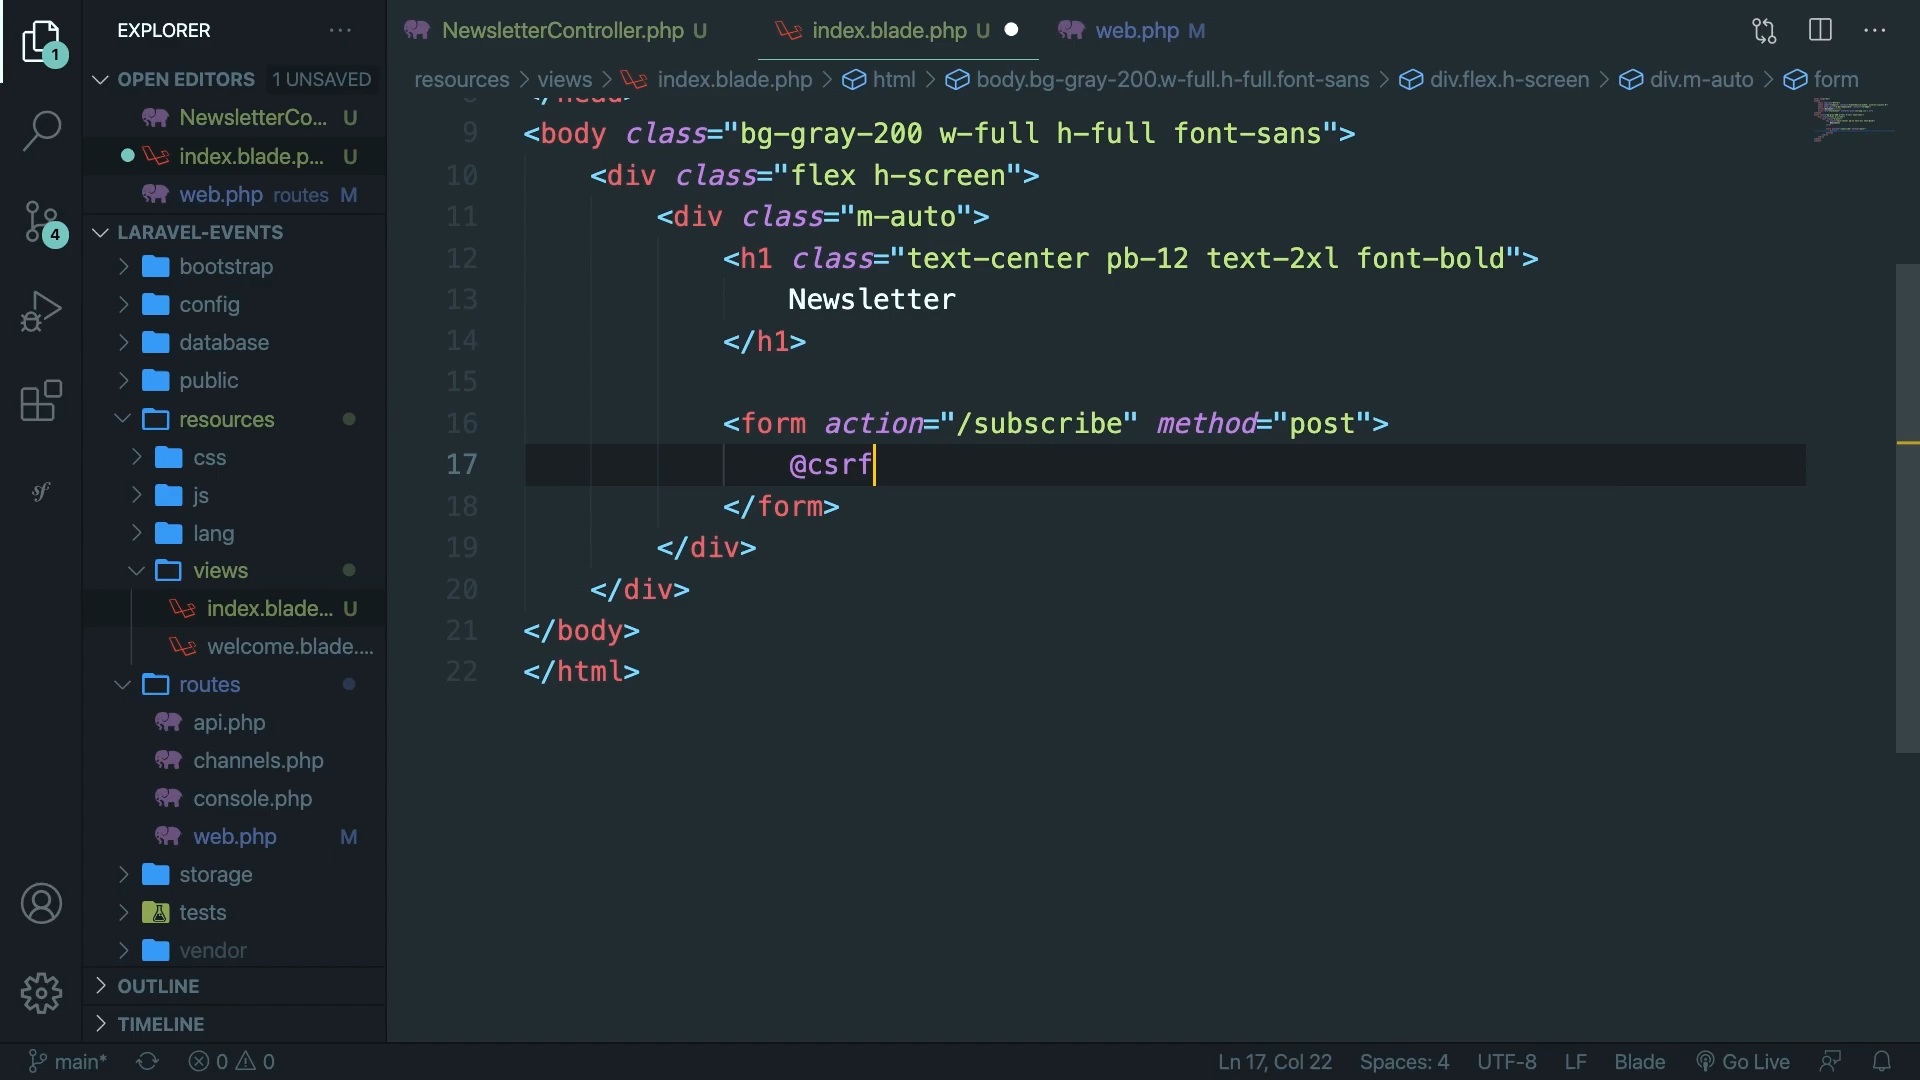 EXPLORER
OPEN EDITORS 1 UNSAVED
NewsletterCo... U
index.blade.p... U
web.php routes M
LARAVEL-EVENTS
bootstrap
config
database
public
resources
css
js
lang
views
index.blade... U
welcome.blade....
routes
api.php
channels.php
console.php
web.php M
storage
tests
vendor
OUTLINE
TIMELINE
1
4
sf
NewsletterController.php U
index.blade.php U
web.php M
resources > views > index.blade.php > html > body.bg-gray-200.w-full.h-full.font-sans > div.flex.h-screen > div.m-auto > form
8 </head>
9 <body class="bg-gray-200 w-full h-full font-sans">
10 <div class="flex h-screen">
11 <div class="m-auto">
12 <h1 class="text-center pb-12 text-2xl font-bold">
13 Newsletter
14 </h1>
15
16 <form action="/subscribe" method="post">
17 @csrf
18 </form>
19 </div>
20 </div>
21 </body>
22 </html>
main* 0 0 Ln 17, Col 22 Spaces: 4 UTF-8 LF Blade Go Live